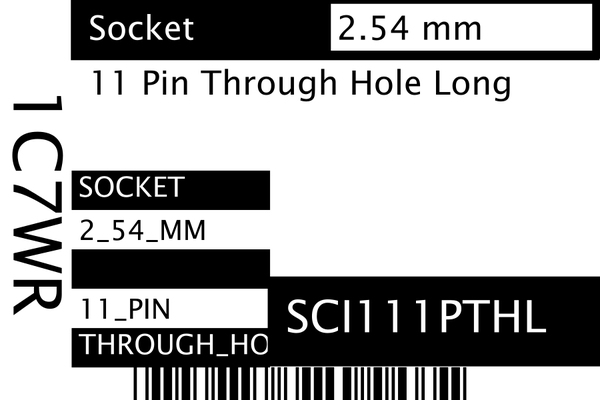 Socket
2.54 mm
11 Pin Through Hole Long
1C7WR
SOCKET
2_54_MM
11_PIN
THROUGH_HO
SCI111PTHL